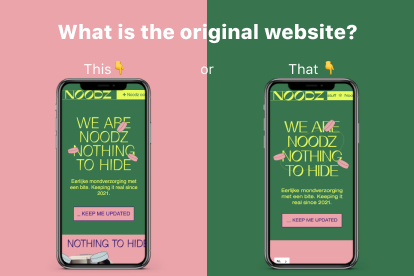 What is the original website?
This👇 or That 👇
NOODZ
WE ARE
NOODZ
NOTHING
TO HIDE
Eerlijke mondverzorging met
een bite. Keeping it real since
2021.
... KEEP ME UPDATED
NOTHING TO HIDE
NOODZ
WE ARE
NOODZ
NOTHING
TO HIDE
Eerlijke mondverzorging
met een bite. Keeping it
real since 2021.
... KEEP ME UPDATED